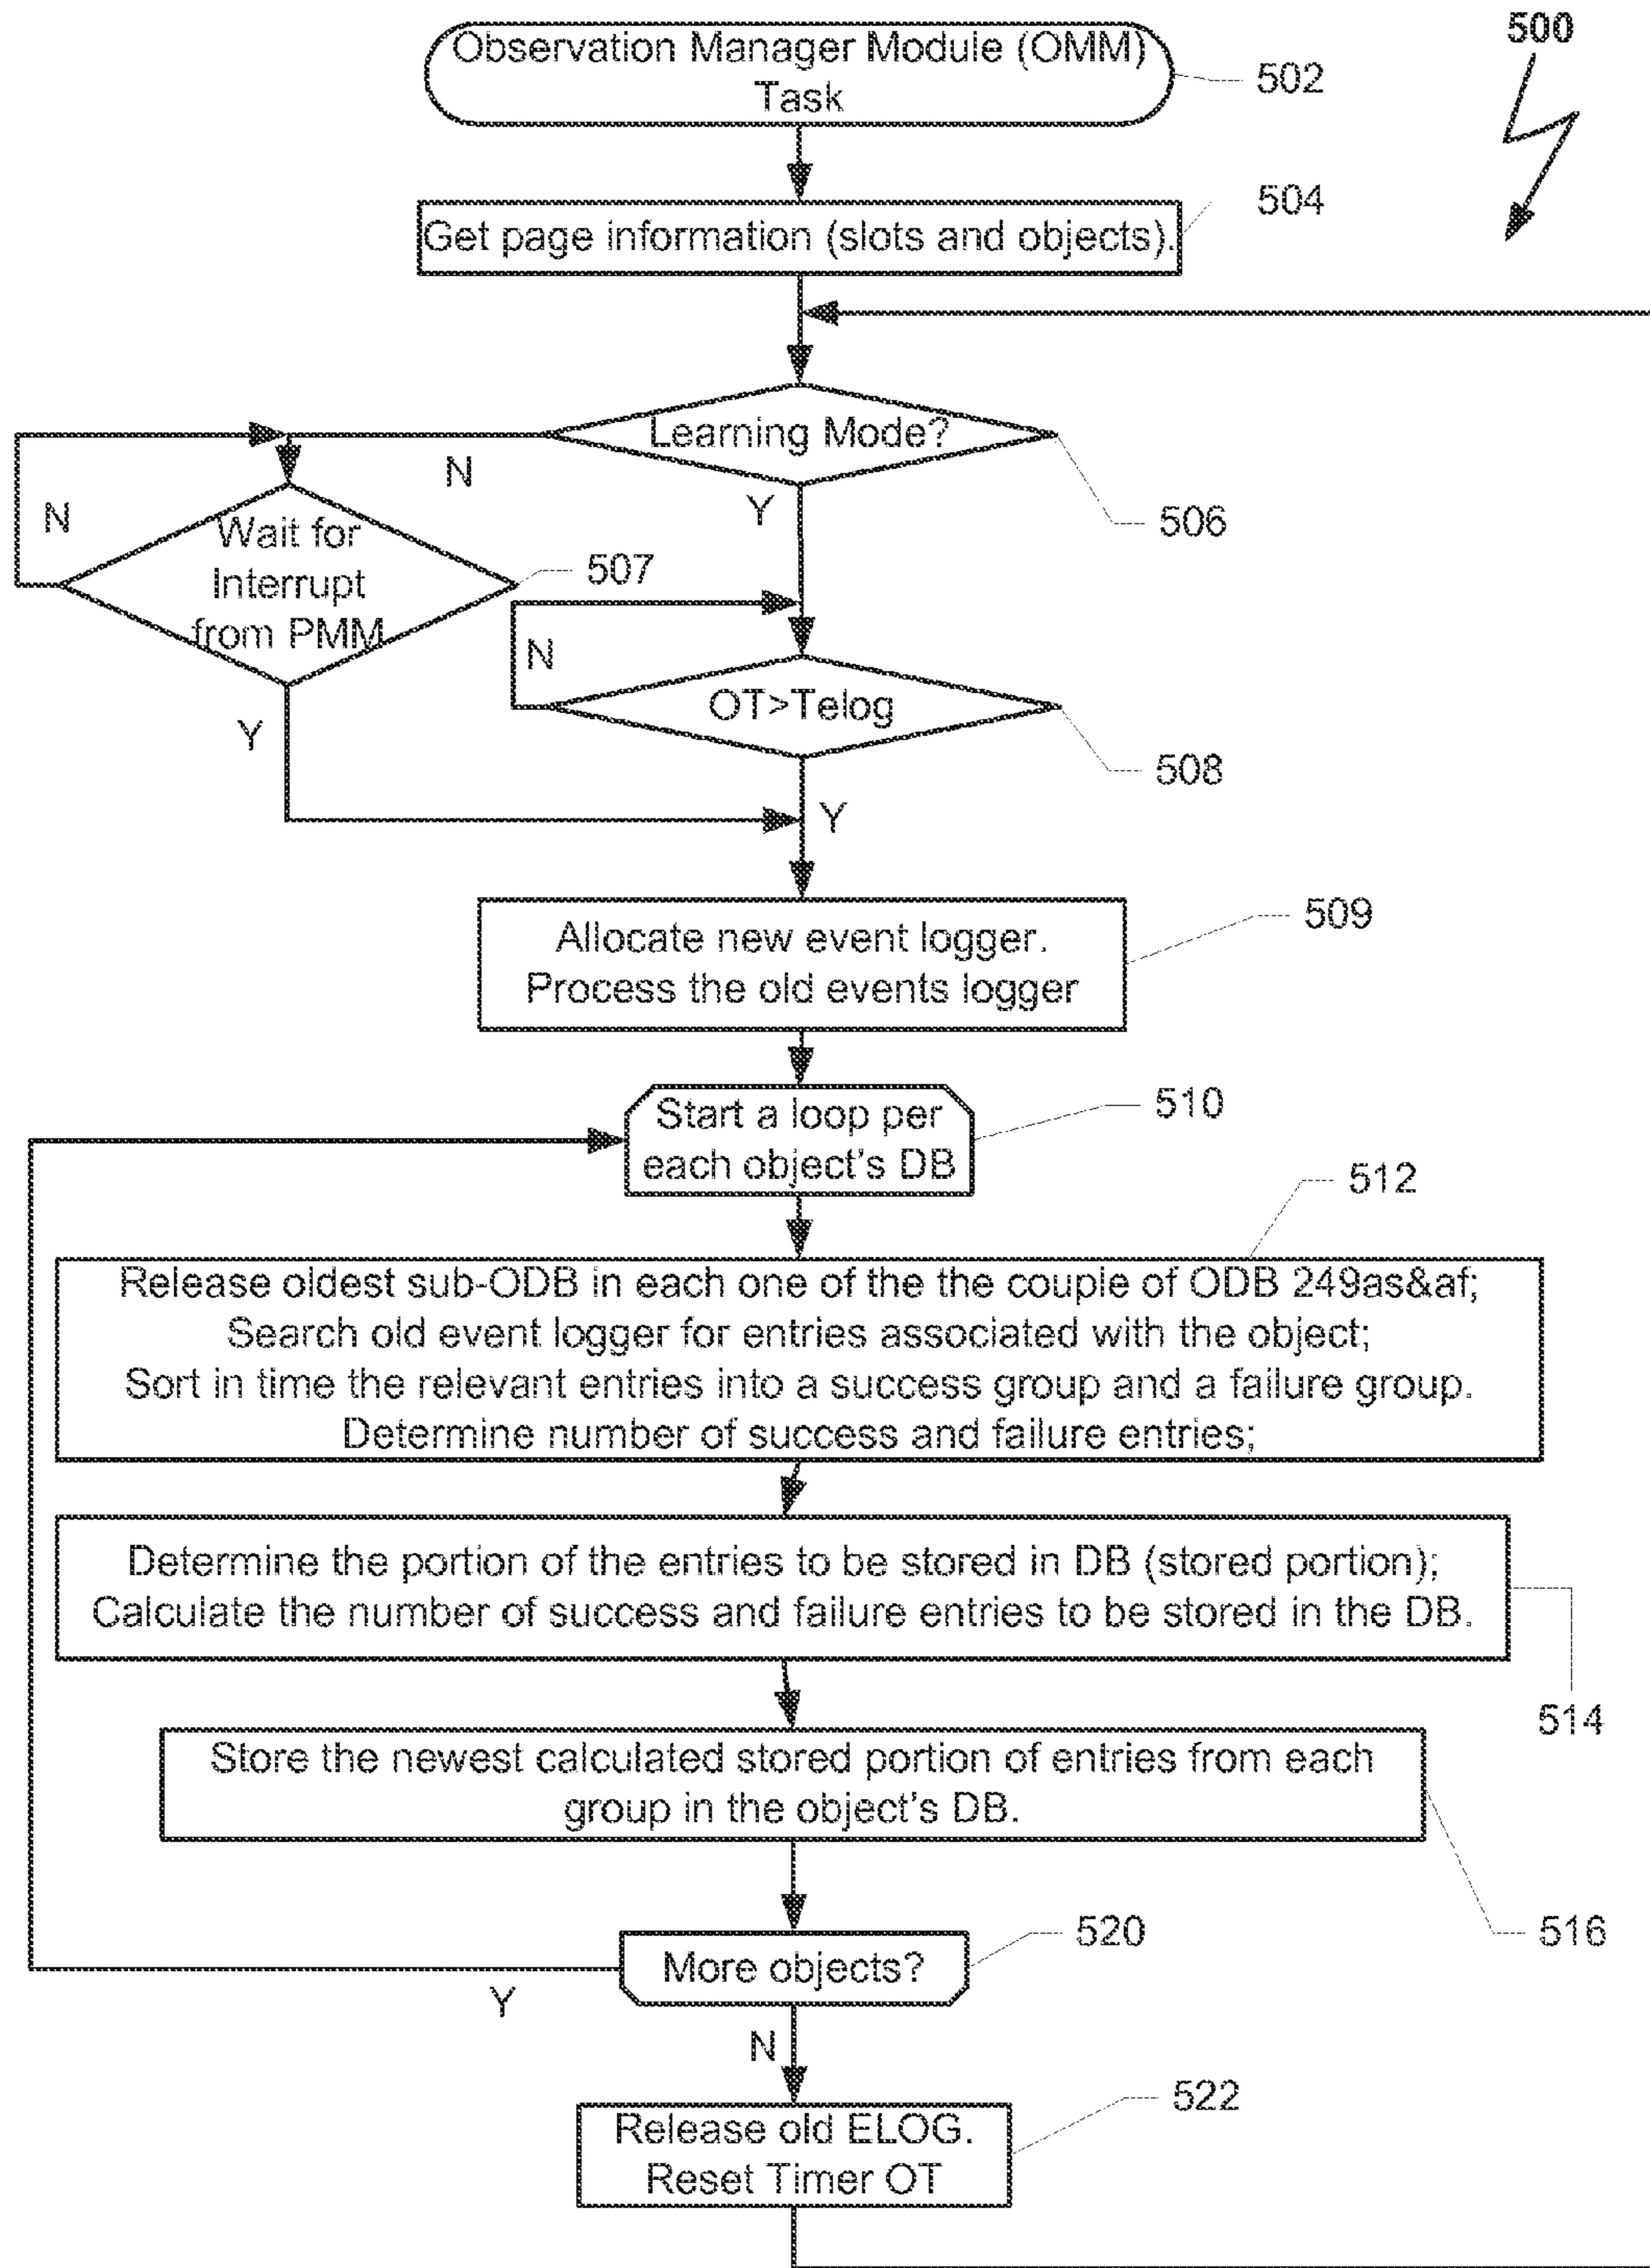 500
Observation Manager Module (OMM)
Task
502
504
Get page information (slots and objects).
Learning Mode?
N
Y
506
N
Wait for
Interrupt
from PMM
507
N
OT>Telog
508
Y
Y
Allocate new event logger.
Process the old events logger
509
Start a loop per
each object's DB
510
512
Release oldest sub-ODB in each one of the the couple of ODB 249as&af;
Search old event logger for entries associated with the object;
Sort in time the relevant entries into a success group and a failure group.
Determine number of success and failure entries;
Determine the portion of the entries to be stored in DB (stored portion);
Calculate the number of success and failure entries to be stored in the DB.
514
Store the newest calculated stored portion of entries from each
group in the object's DB.
516
520
More objects?
Y
N
522
Release old ELOG.
Reset Timer OT